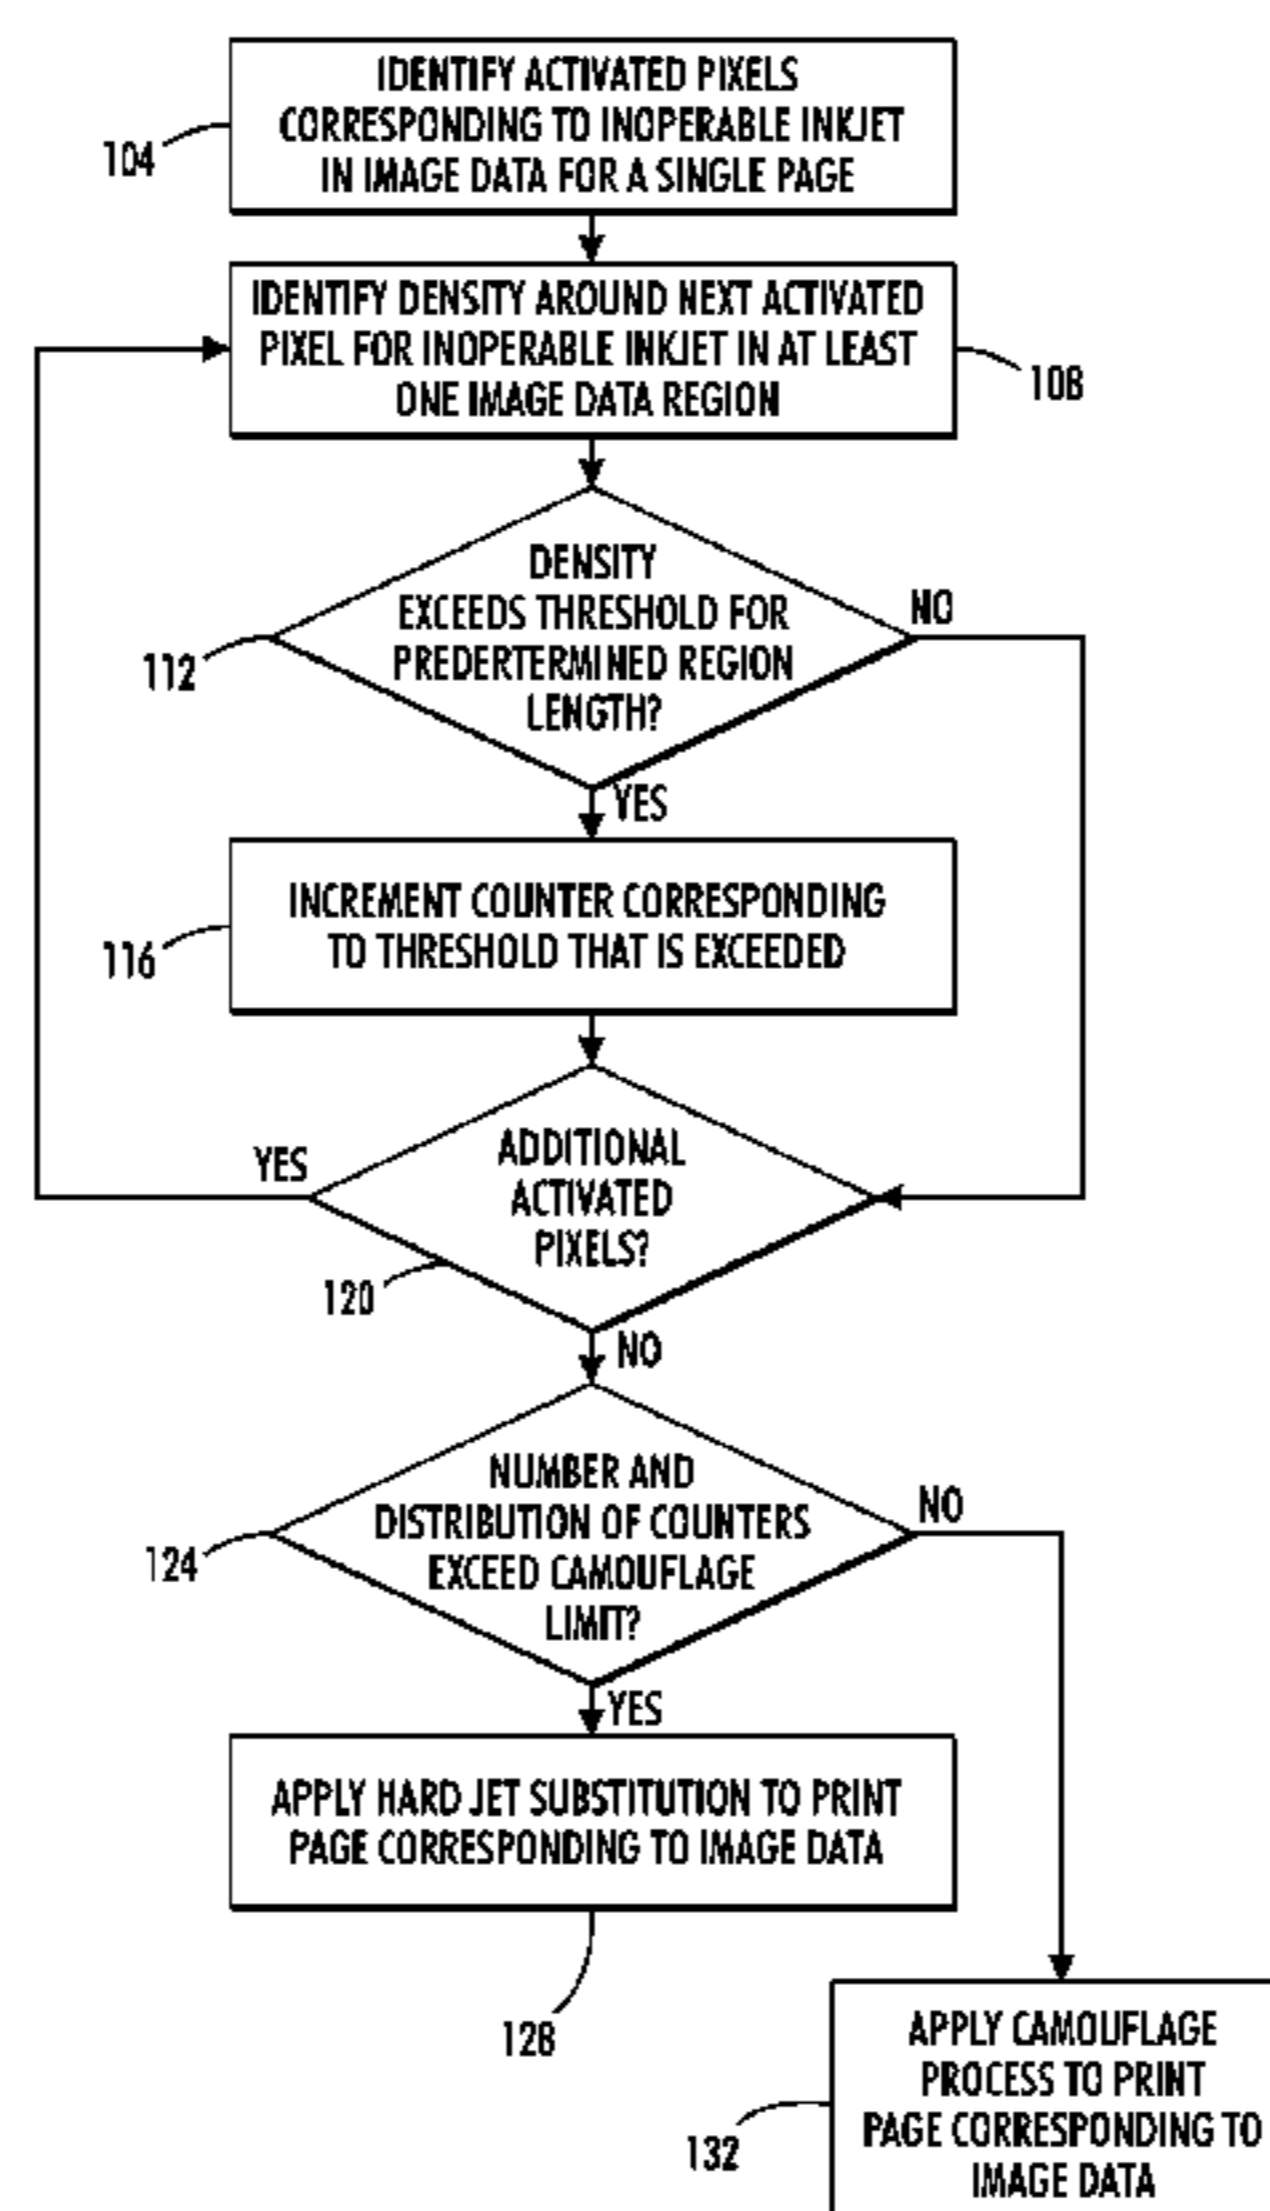 IDENTIFY ACTIVATED PIXELS
CORRESPONDING TO INOPERABLE INKJET
IN IMAGE DATA FOR A SINGLE PAGE
104
IDENTIFY DENSITY AROUND NEXT ACTIVATED
PIXEL FOR INOPERABLE INKJET IN AT LEAST
ONE IMAGE DATA REGION
108
DENSITY
EXCEEDS THRESHOLD FOR
PREDERTERMINED REGION
LENGTH?
NO
112
YES
INCREMENT COUNTER CORRESPONDING
TO THRESHOLD THAT IS EXCEEDED
116
ADDITIONAL
ACTIVATED
PIXELS?
YES
120
NO
NUMBER AND
DISTRIBUTION OF COUNTERS
EXCEED CAMOUFLAGE
LIMIT?
NO
124
YES
APPLY HARD JET SUBSTITUTION TO PRINT
PAGE CORRESPONDING TO IMAGE DATA
128
APPLY CAMOUFLAGE
PROCESS TO PRINT
PAGE CORRESPONDING TO
IMAGE DATA
132